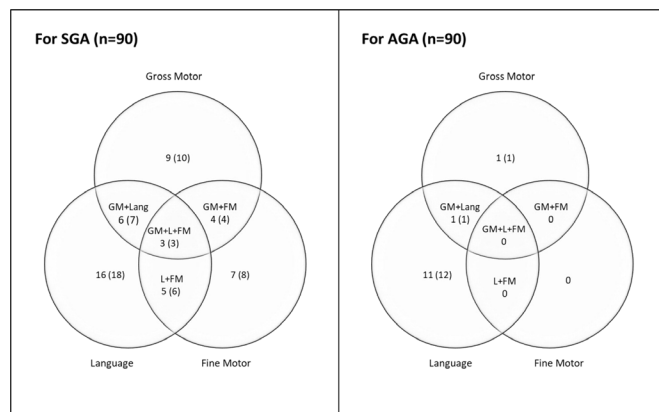 For SGA (n=90)
Gross Motor
9 (10)
GM+Lang
6 (7)
GM+FM
4 (4)
GM+L+FM
3 (3)
16 (18)
L+FM
5 (6)
7 (8)
Language
Fine Motor
For AGA (n=90)
Gross Motor
1 (1)
GM+Lang
1 (1)
GM+FM
0
GM+L+FM
0
11 (12)
L+FM
0
0
Language
Fine Motor